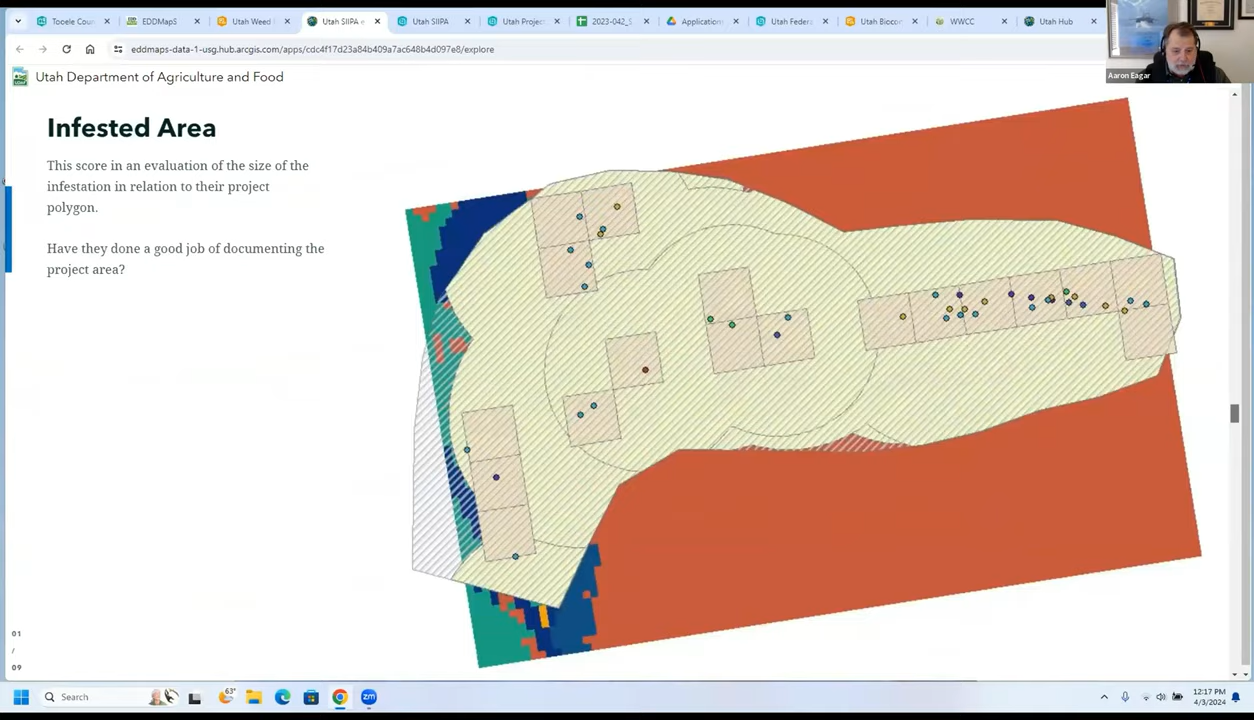 Tooele Coun
EDDMapS
Utah Weed
Utah SIIPA e
Utah SIIPA
Utah Project
2023-042_S
Application
Utah Federa
Utah Biocon
WWCC
Utah Hub
eddmaps-data-1-usg.hub.arcgis.com/apps/cdc4f17d23a84b409a7ac648b4d097e8/explore
Aaron Eagar
Utah Department of Agriculture and Food
Infested Area
This score in an evaluation of the size of the
infestation in relation to their project
polygon.
Have they done a good job of documenting the
project area?
01
/
09
Search
63°
12:17 PM
4/3/2024